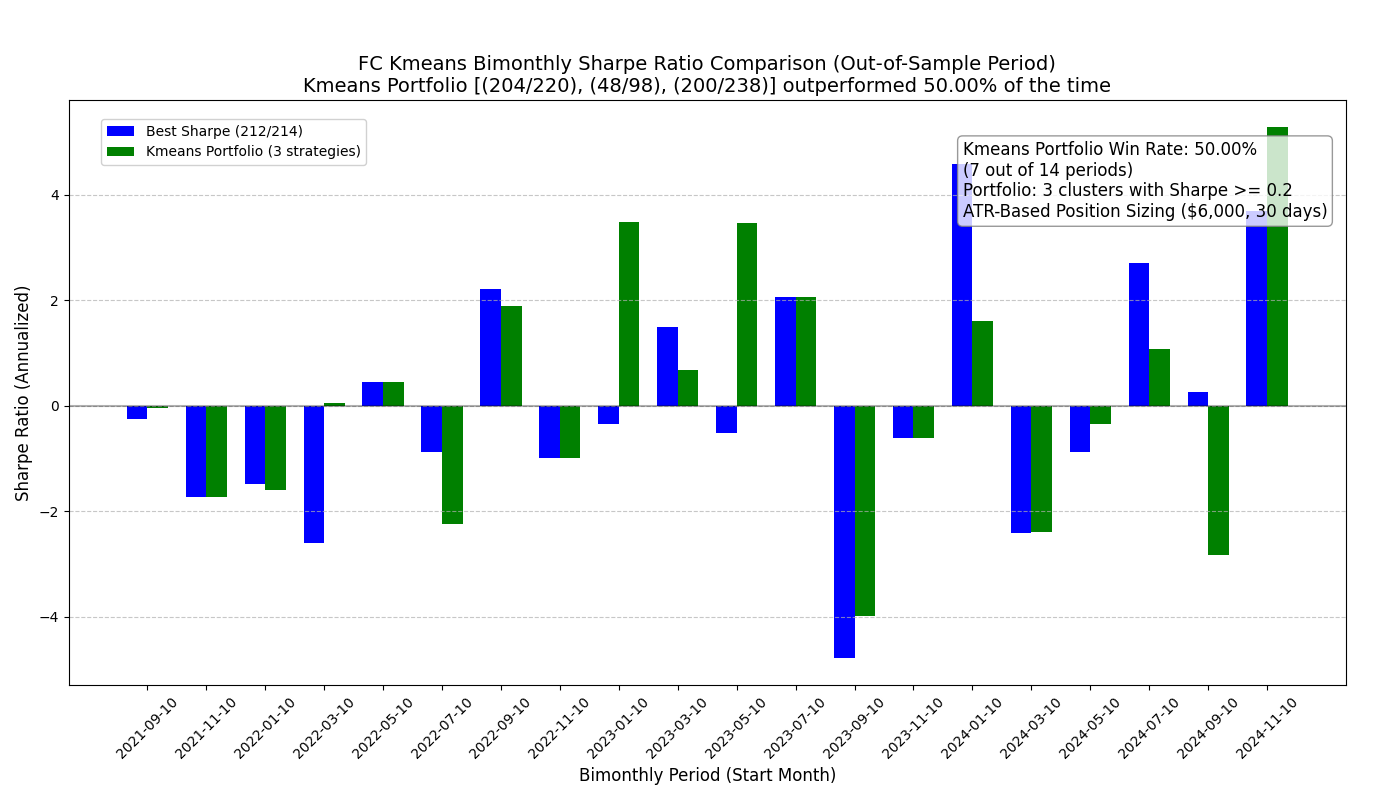 FC Kmeans Bimonthly Sharpe Ratio Comparison (Out-of-Sample Period)
Kmeans Portfolio [(204/220), (48/98), (200/238)] outperformed 50.00% of the time
Best Sharpe (212/214)
Kmeans Portfolio (3 strategies)
Kmeans Portfolio Win Rate: 50.00%
(7 out of 14 periods)
Portfolio: 3 clusters with Sharpe >= 0.2
ATR-Based Position Sizing ($6,000, 30 days)
Sharpe Ratio (Annualized)
4
2
0
−2
−4
2021-09-10
2021-11-10
2022-01-10
2022-03-10
2022-05-10
2022-07-10
2022-09-10
2022-11-10
2023-01-10
2023-03-10
2023-05-10
2023-07-10
2023-09-10
2023-11-10
2024-01-10
2024-03-10
2024-05-10
2024-07-10
2024-09-10
2024-11-10
Bimonthly Period (Start Month)